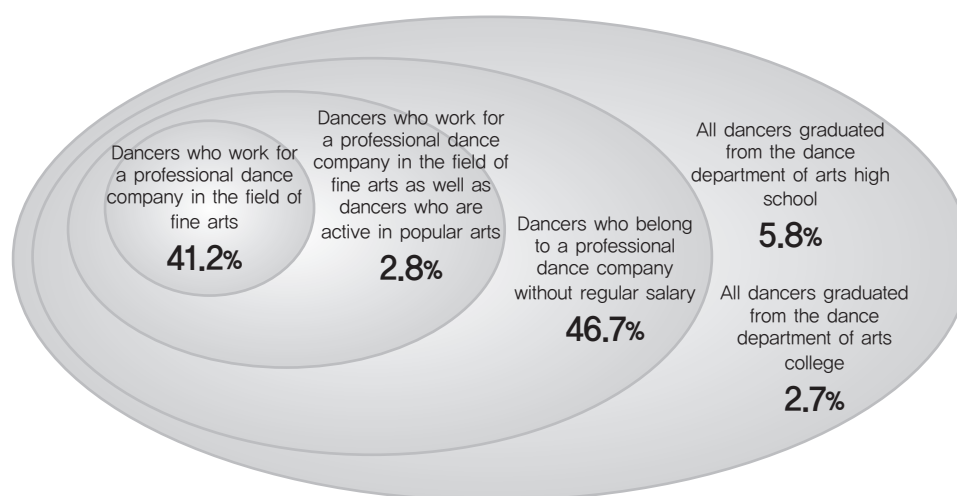 Dancers who work for
a professional dance
company in the field of
fine arts
41.2%
Dancers who work for
a professional dance
company in the field of
fine arts as well as
dancers who are
active in popular arts
2.8%
Dancers who belong
to a professional
dance company
without regular salary
46.7%
All dancers graduated
from the dance
department of arts high
school
5.8%
All dancers graduated
from the dance
department of arts
college
2.7%